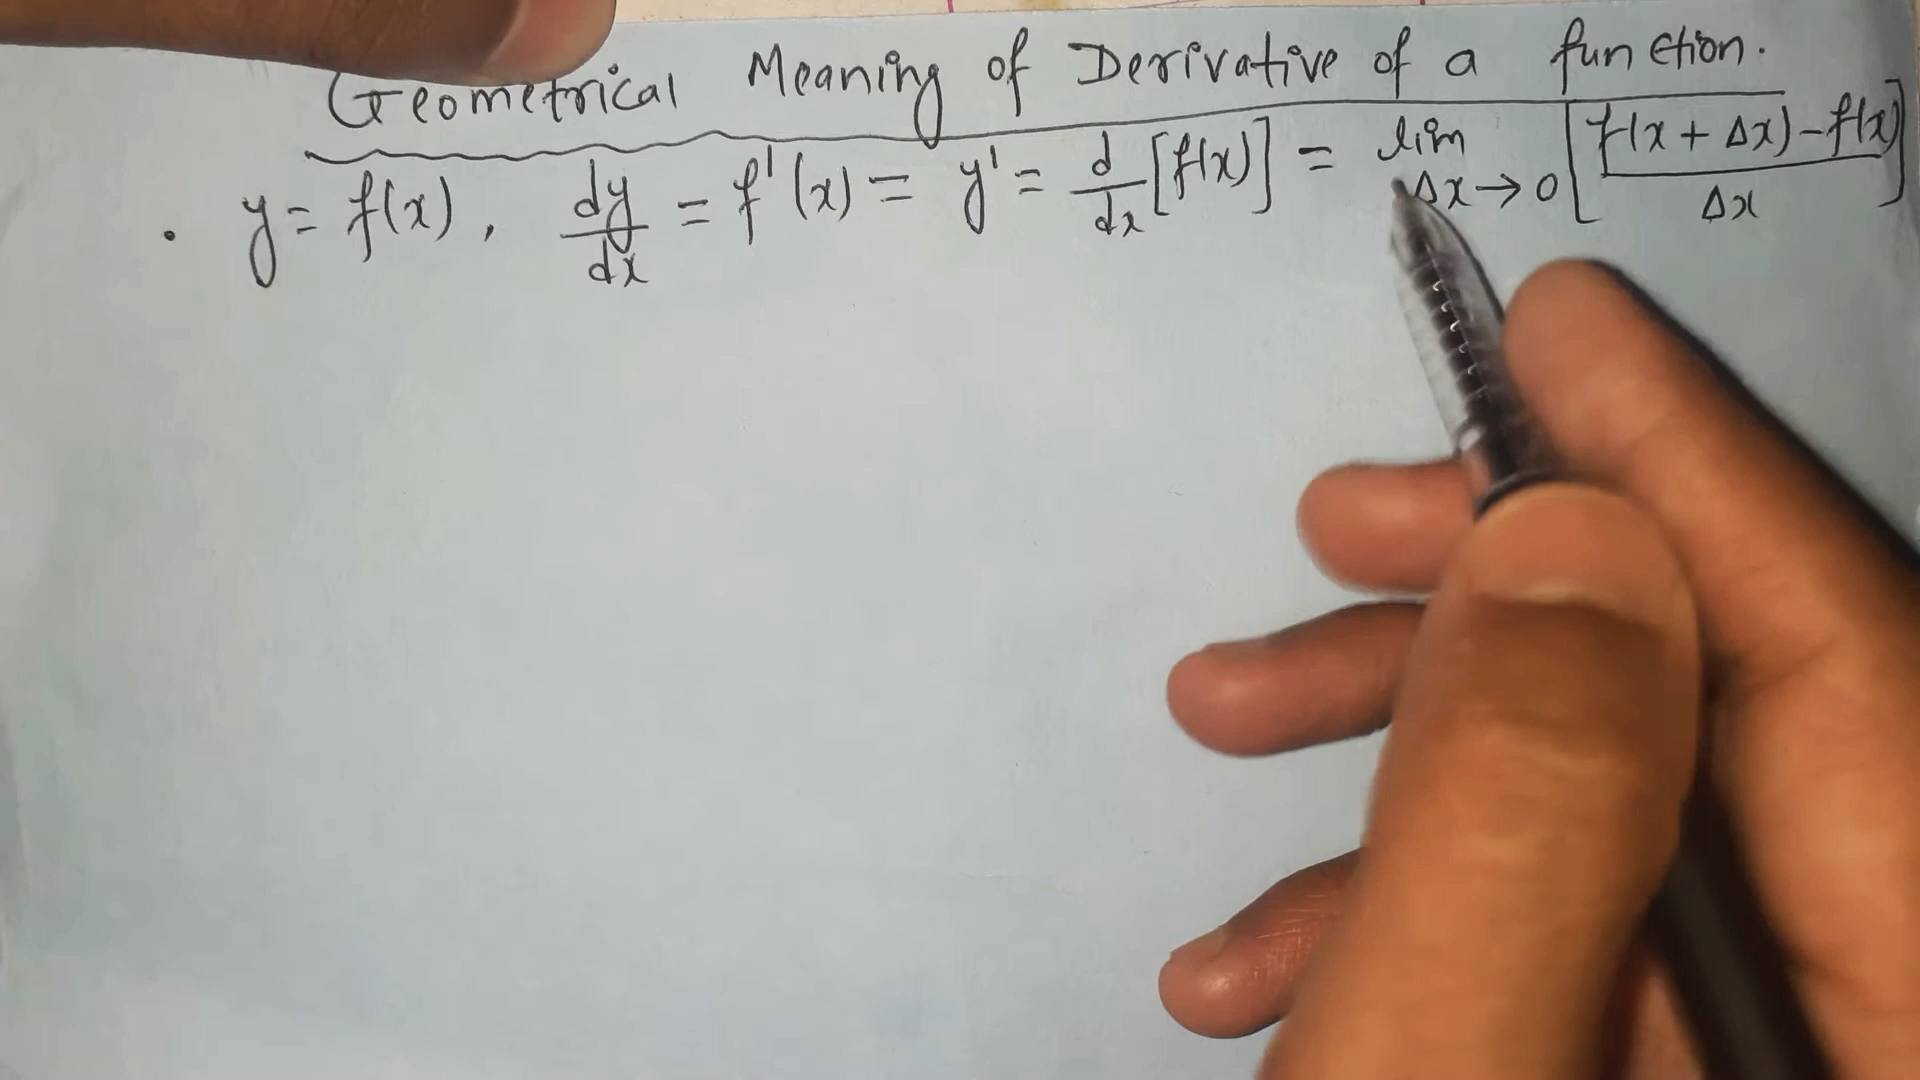 Geometrical Meaning of Derivative of a function.
. y = f(x), dy/dx = f'(x) = y' = d/dx [f(x)] = lim Δx→0 [f(x + Δx) - f(x) / Δx]